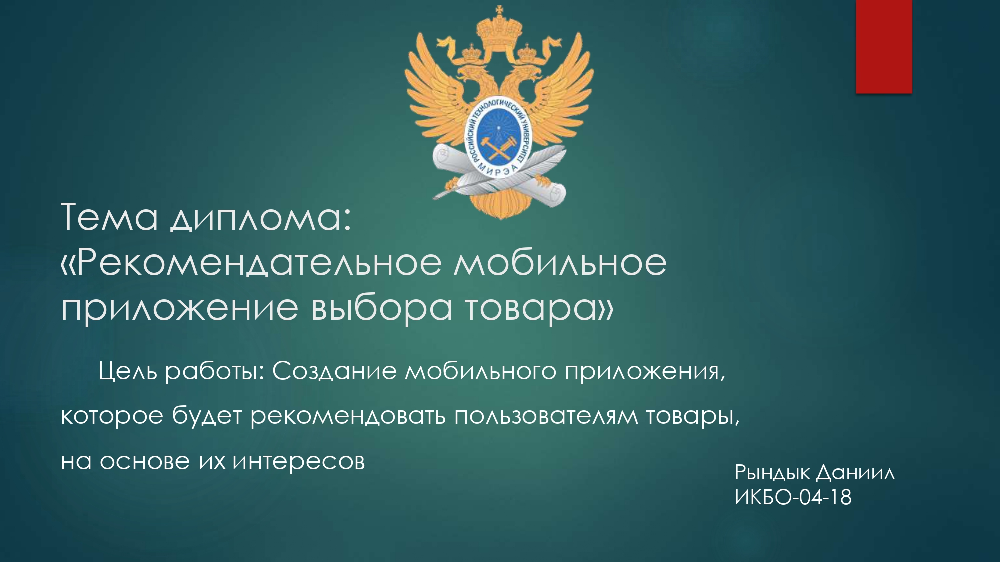 РОССИЙСКИЙ ТЕХНОЛОГИЧЕСКИЙ УНИВЕРСИТЕТ
МИРЭА
Тема диплома:
«Рекомендательное мобильное
приложение выбора товара»
Цель работы: Создание мобильного приложения,
которое будет рекомендовать пользователям товары,
на основе их интересов
Рындык Даниил
ИКБО-04-18